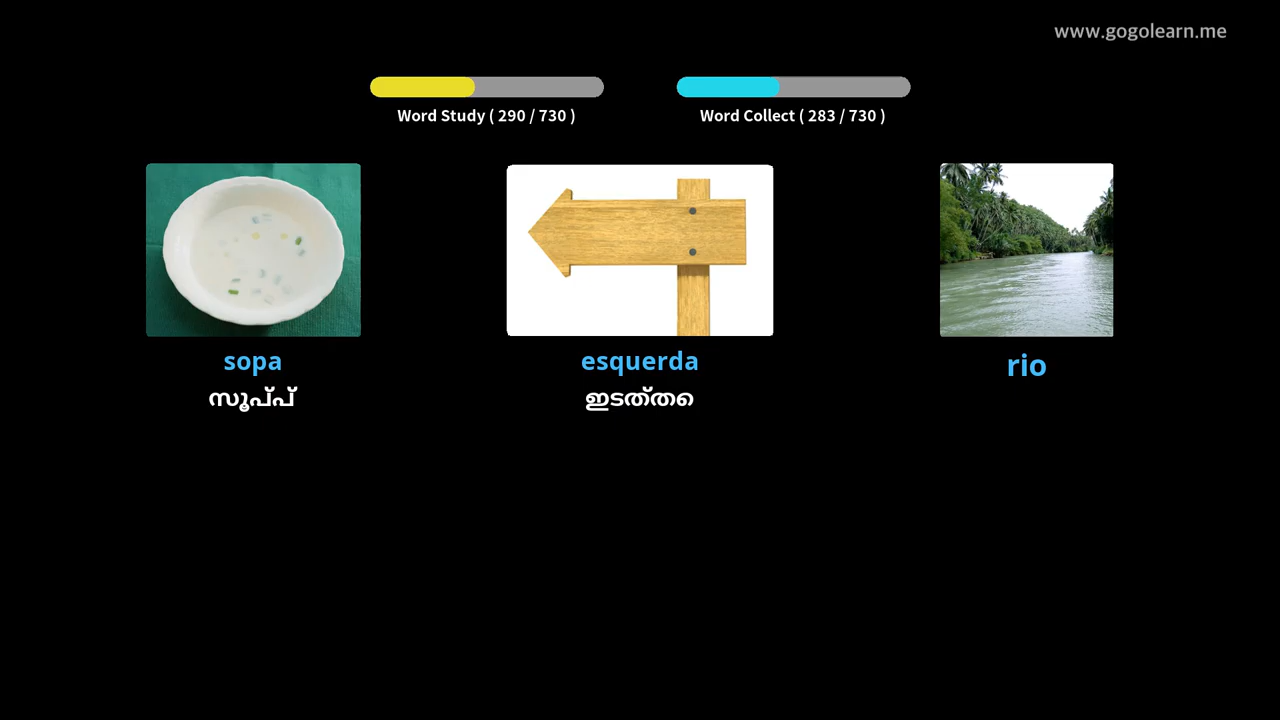 www.gogolearn.me
Word Study ( 290 / 730 )
Word Collect ( 283 / 730 )
sopa
സൂപ്പ്
esquerda
ഇടത്തെ
rio